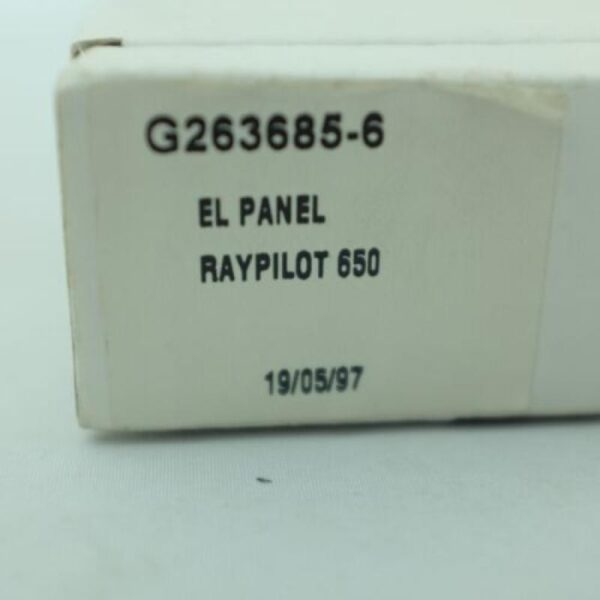 G263685-6
EL PANEL
RAYPILOT 650
19/05/97